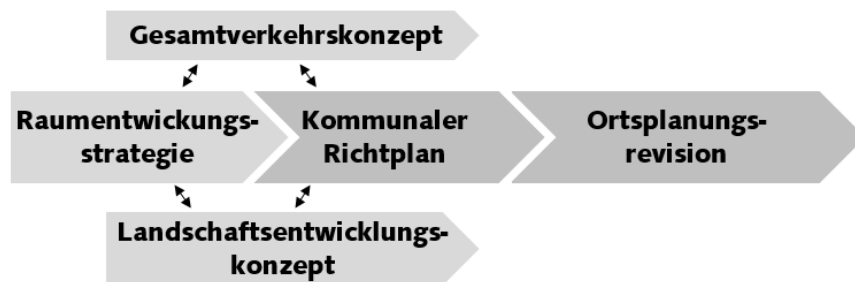 Gesamtverkehrskonzept
Raumentwickungs-
strategie
Kommunaler
Richtplan
Ortsplanungs-
revision
Landschaftsentwicklungs-
konzept